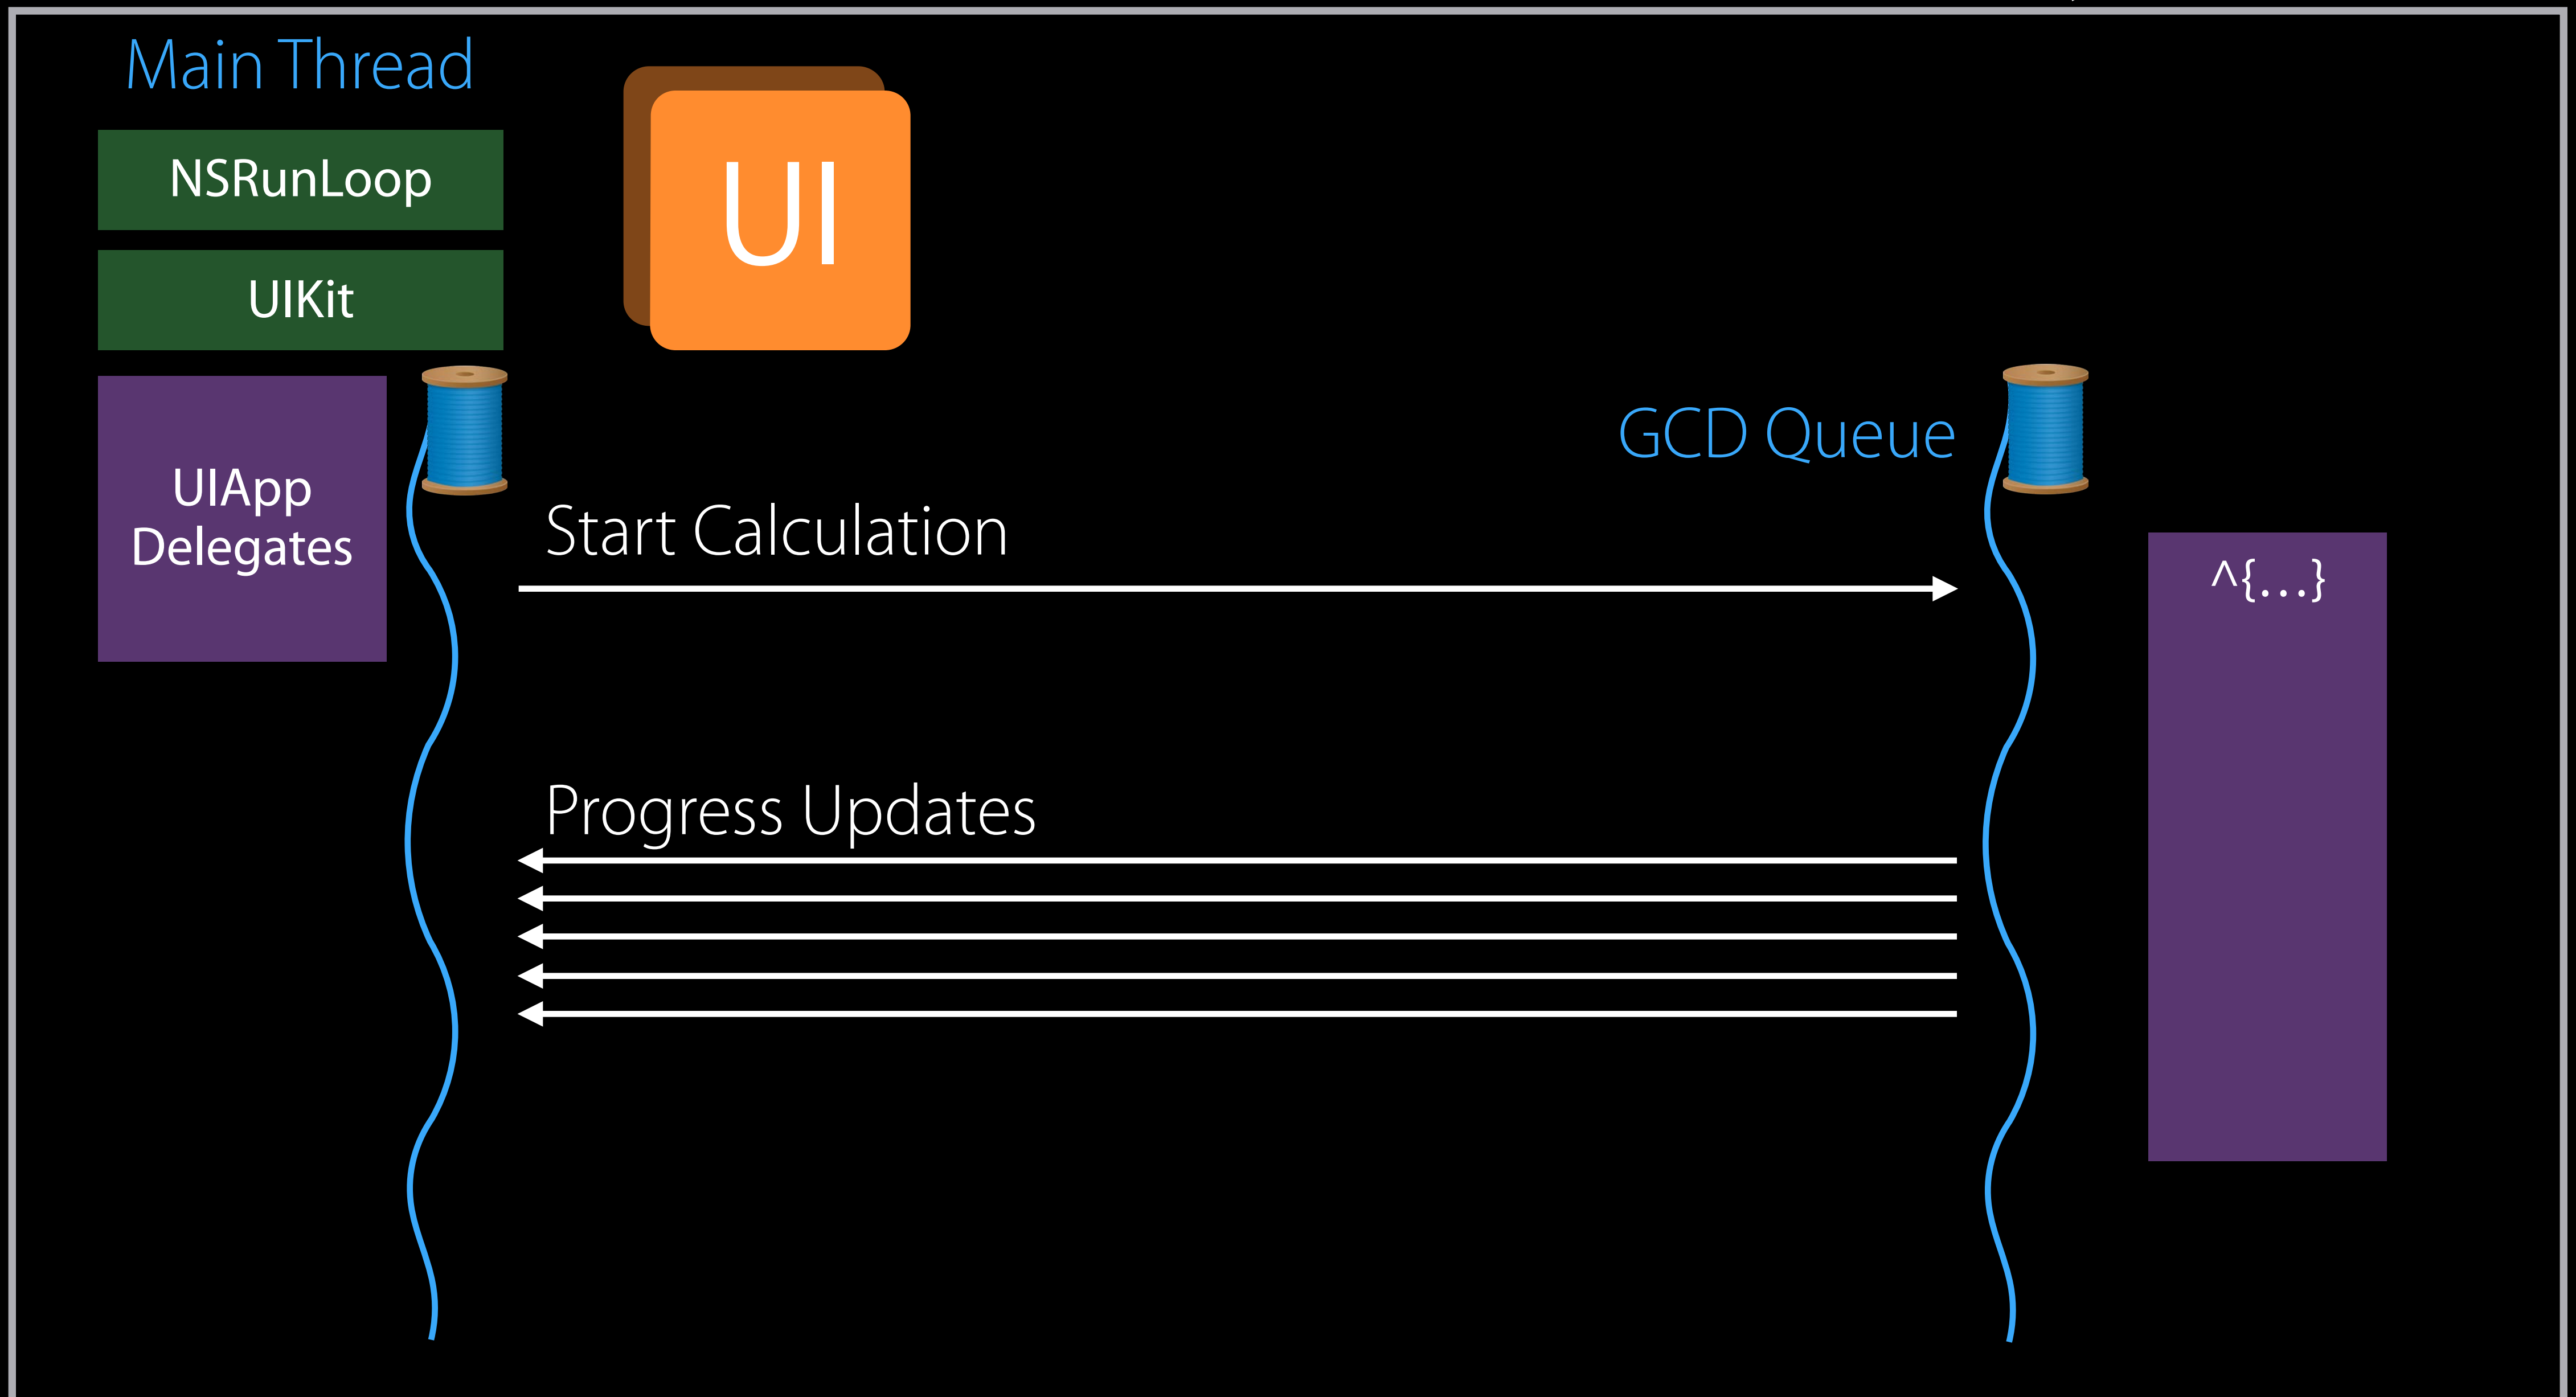 Main Thread
NSRunLoop
UIKit
UI
UIApp
Delegates
GCD Queue
Start Calculation
^{...}
Progress Updates